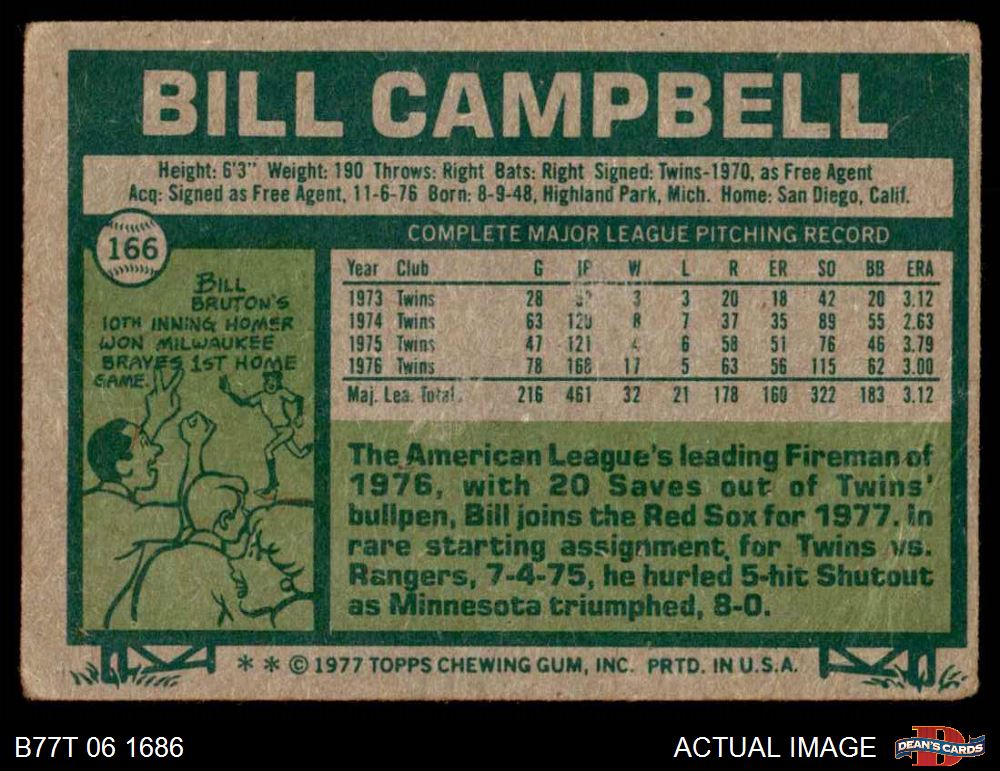 BILL CAMPBELL
Height: 6'3" Weight: 190 Throws: Right Bats: Right Signed: Twins-1970, as Free Agent
Acq: Signed as Free Agent, 11-6-76 Born: 8-9-48, Highland Park, Mich. Home: San Diego, Calif.
166
BILL
BRUTON'S
10TH INNING HOMER
WON MILWAUKEE
BRAVES 1ST HOME
GAME.
COMPLETE MAJOR LEAGUE PITCHING RECORD
Year Club G IP W L R ER SO BB ERA
1973 Twins 28 3 3 20 18 42 20 3.12
1974 Twins 63 120 8 7 37 35 89 55 2.63
1975 Twins 47 121 6 58 51 76 46 3.79
1976 Twins 78 168 17 5 63 56 115 62 3.00
Maj. Lea. Total 216 461 32 21 178 160 322 183 3.12
The American League's leading Fireman of
1976, with 20 Saves out of Twins'
bullpen, Bill joins the Red Sox for 1977. In
rare starting assignment, for Twins vs.
Rangers, 7-4-75, he hurled 5-hit Shutout
as Minnesota triumphed, 8-0.
* * © 1977 TOPPS CHEWING GUM, INC. PRTD. IN U.S.A.
B77T 06 1686
ACTUAL IMAGE
DEAN'S CARDS